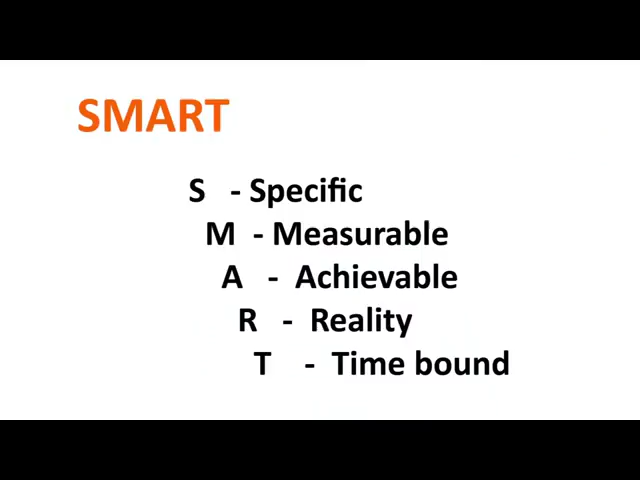 SMART
S - Specific
M - Measurable
A - Achievable
R - Reality
T - Time bound